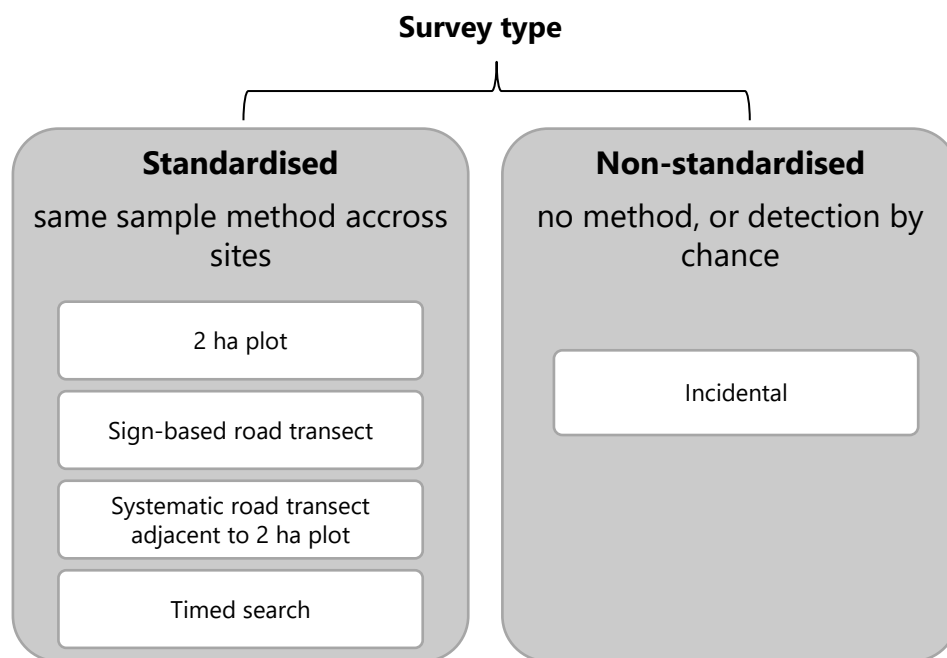 Survey type
Standardised
same sample method accross
sites
2 ha plot
Sign-based road transect
Systematic road transect
adjacent to 2 ha plot
Timed search
Non-standardised
no method, or detection by
chance
Incidental